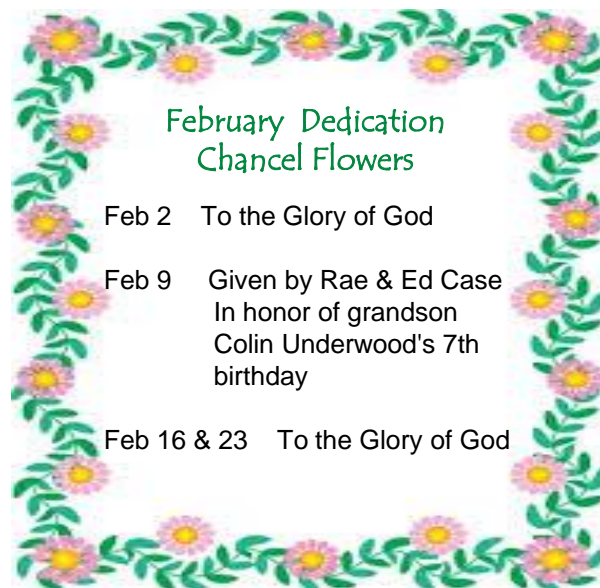 February Dedication
Chancel Flowers
Feb 2 To the Glory of God
Feb 9 Given by Rae & Ed Case
In honor of grandson
Colin Underwood's 7th
birthday
Feb 16 & 23 To the Glory of God